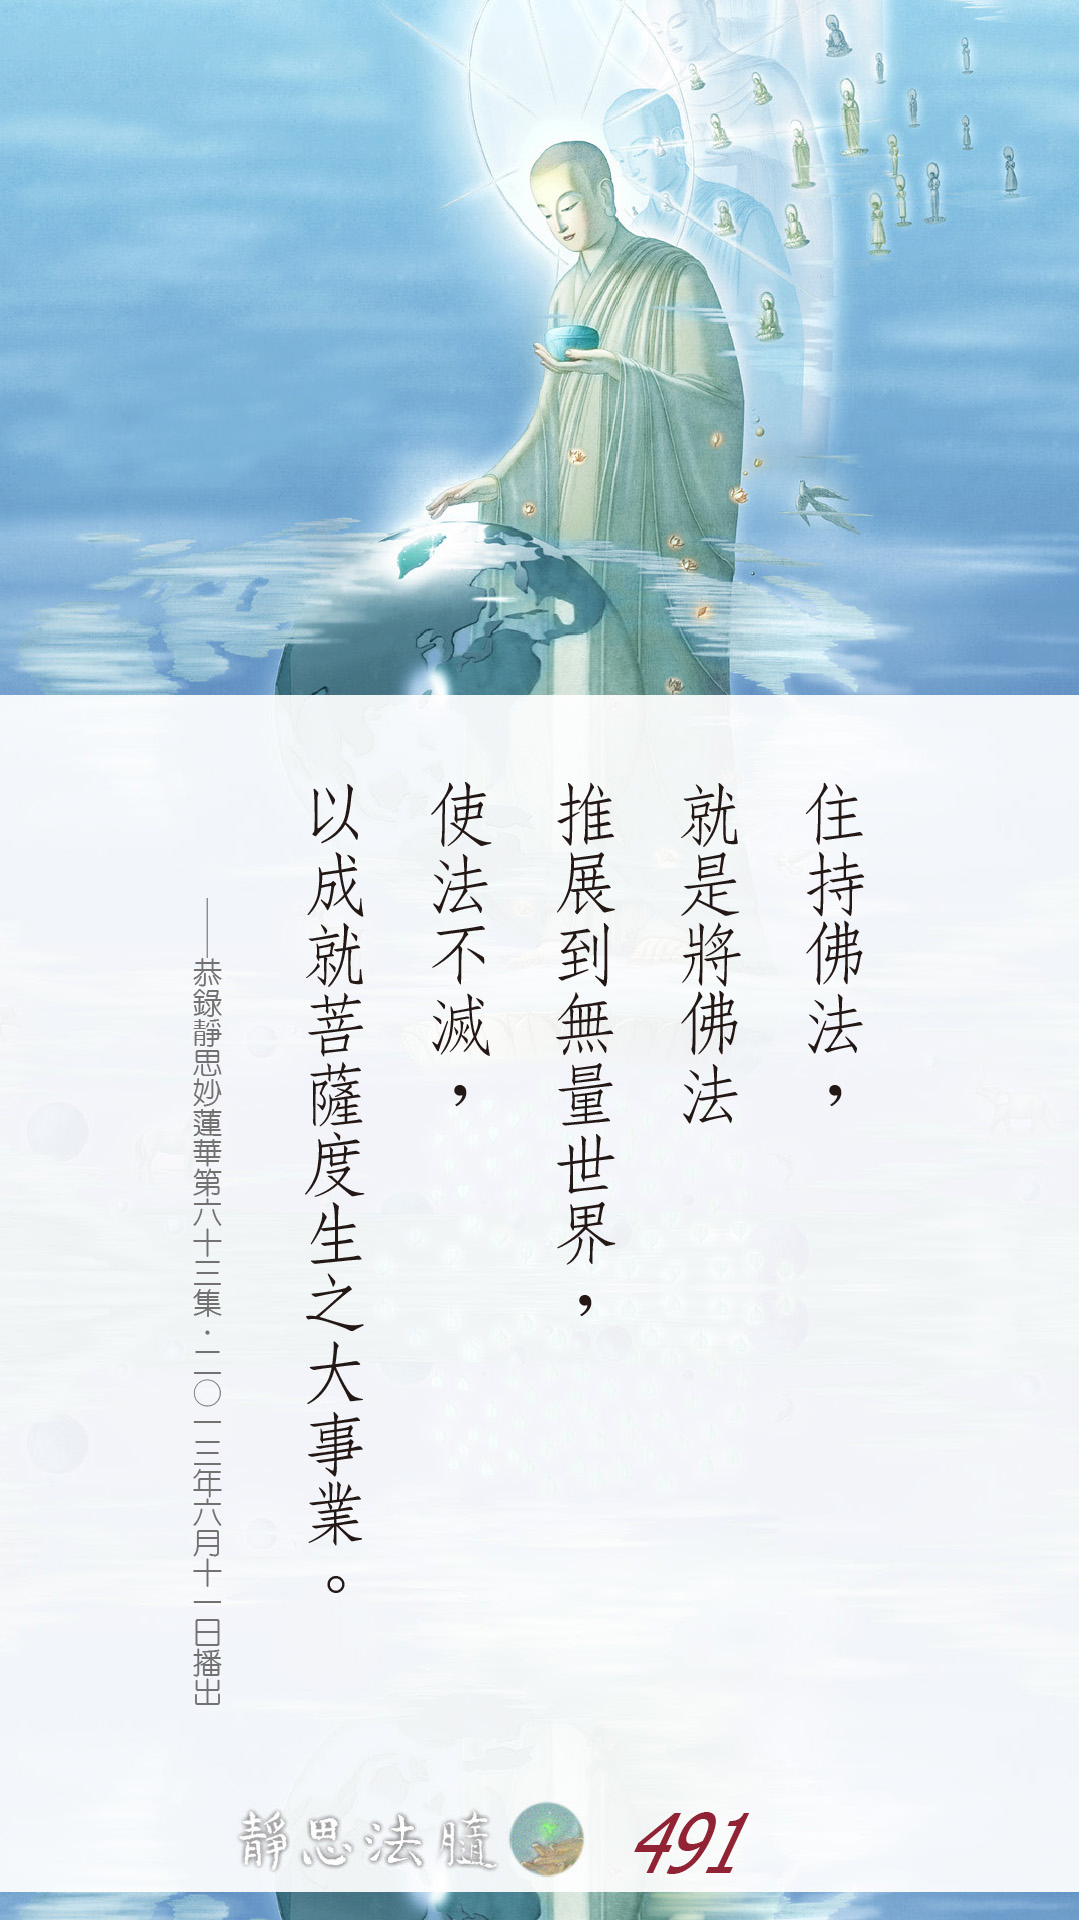 住持佛法，
就是將佛法
推展到無量世界，
使法不滅，
以成就菩薩度生之大事業。
——恭錄靜思妙蓮華第六十三集．二〇一三年六月十一日播出
靜思法髓
491